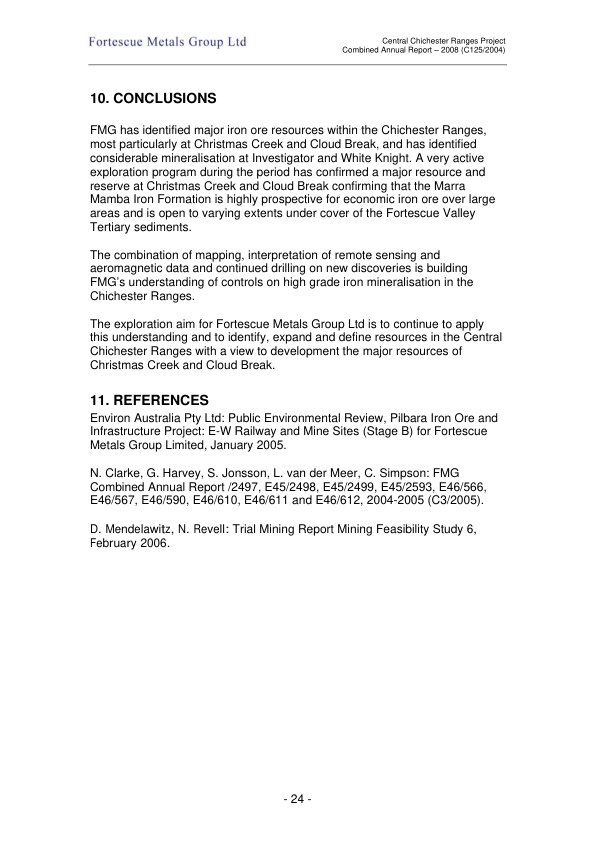 Fortescue Metals Group Ltd
Central Chichester Ranges Project
Combined Annual Report – 2008 (C125/2004)
10. CONCLUSIONS
FMG has identified major iron ore resources within the Chichester Ranges,
most particularly at Christmas Creek and Cloud Break, and has identified
considerable mineralisation at Investigator and White Knight. A very active
exploration program during the period has confirmed a major resource and
reserve at Christmas Creek and Cloud Break confirming that the Marra
Mamba Iron Formation is highly prospective for economic iron ore over large
areas and is open to varying extents under cover of the Fortescue Valley
Tertiary sediments.
The combination of mapping, interpretation of remote sensing and
aeromagnetic data and continued drilling on new discoveries is building
FMG's understanding of controls on high grade iron mineralisation in the
Chichester Ranges.
The exploration aim for Fortescue Metals Group Ltd is to continue to apply
this understanding and to identify, expand and define resources in the Central
Chichester Ranges with a view to development the major resources of
Christmas Creek and Cloud Break.
11. REFERENCES
Environ Australia Pty Ltd: Public Environmental Review, Pilbara Iron Ore and
Infrastructure Project: E-W Railway and Mine Sites (Stage B) for Fortescue
Metals Group Limited, January 2005.
N. Clarke, G. Harvey, S. Jonsson, L. van der Meer, C. Simpson: FMG
Combined Annual Report /2497, E45/2498, E45/2499, E45/2593, E46/566,
E46/567, E46/590, E46/610, E46/611 and E46/612, 2004-2005 (C3/2005).
D. Mendelawitz, N. Revell: Trial Mining Report Mining Feasibility Study 6,
February 2006.
- 24 -